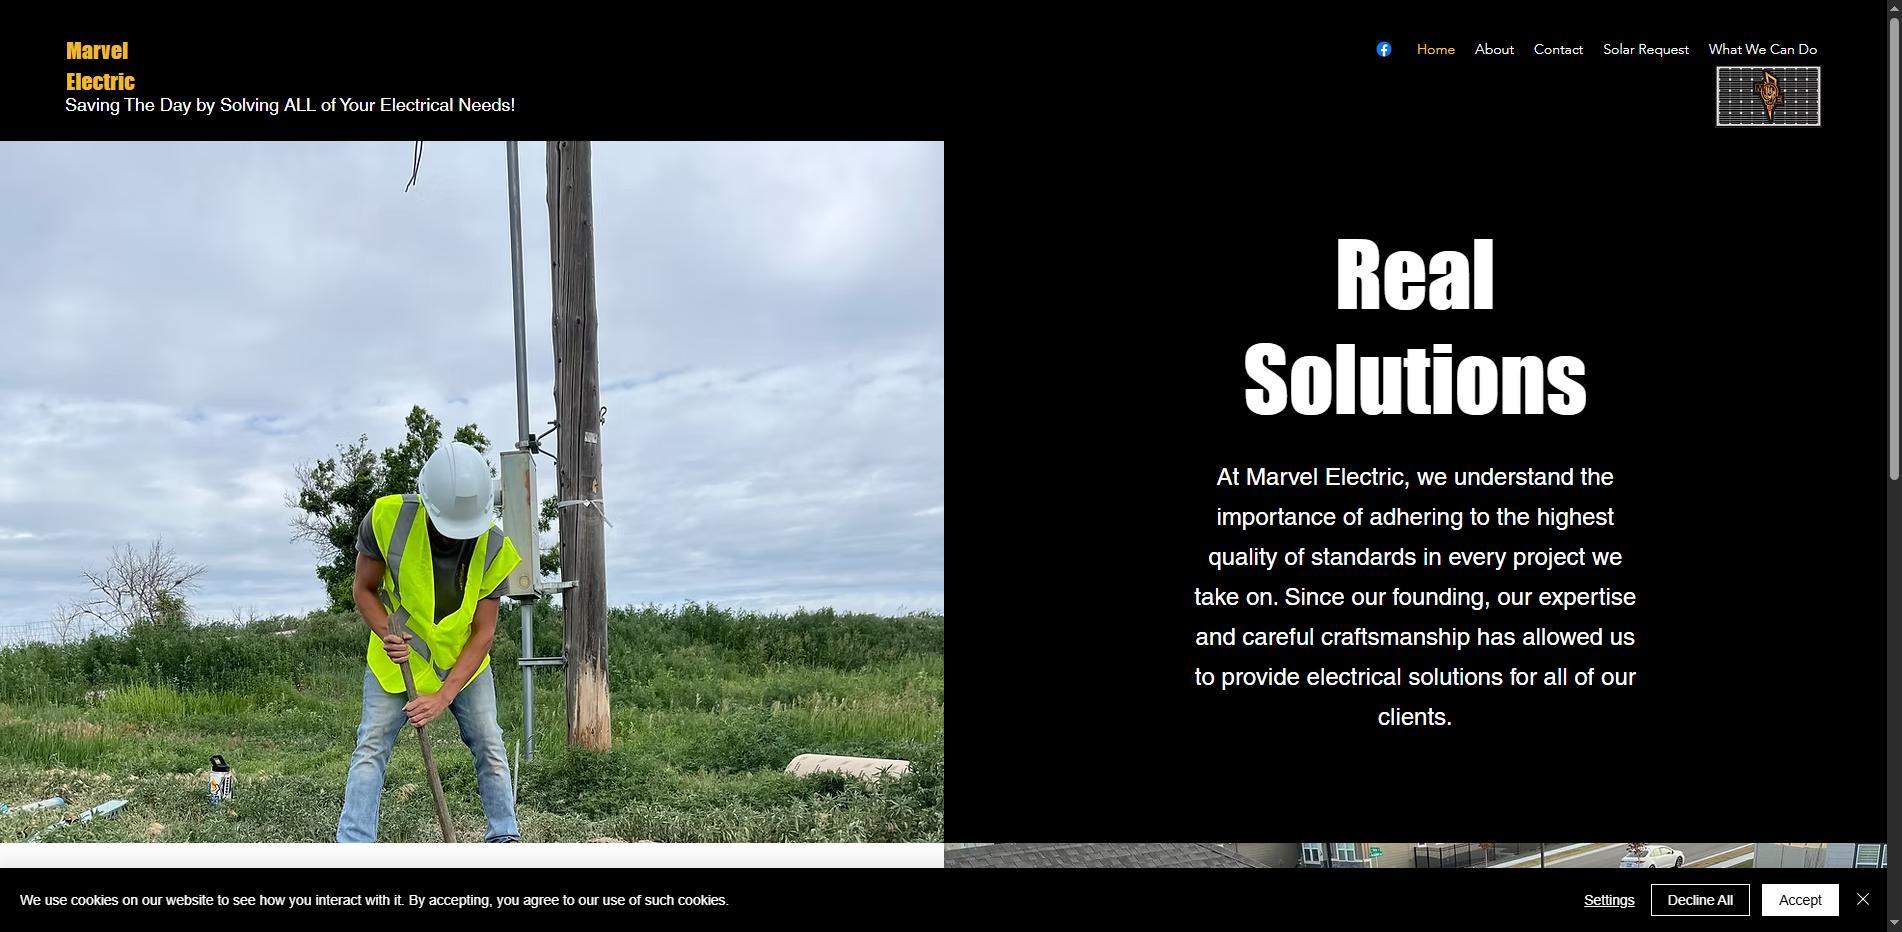 Marvel
Electric
Saving The Day by Solving ALL of Your Electrical Needs!
Home
About
Contact
Solar Request
What We Can Do
Real
Solutions
At Marvel Electric, we understand the
importance of adhering to the highest
quality of standards in every project we
take on. Since our founding, our expertise
and careful craftsmanship has allowed us
to provide electrical solutions for all of our
clients.
We use cookies on our website to see how you interact with it. By accepting, you agree to our use of such cookies.
Settings
Decline All
Accept